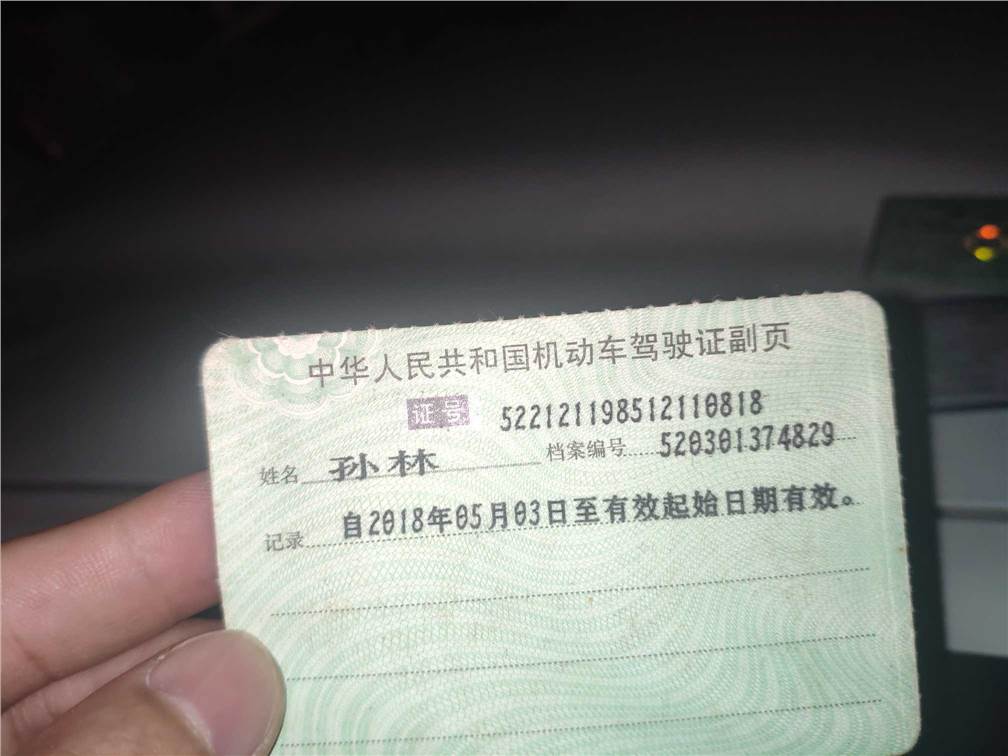 中华人民共和国机动车驾驶证副页
证号 522121198512110818
姓名 孙林 档案编号 520301374829
记录 自2018年05月03日至有效起始日期有效。